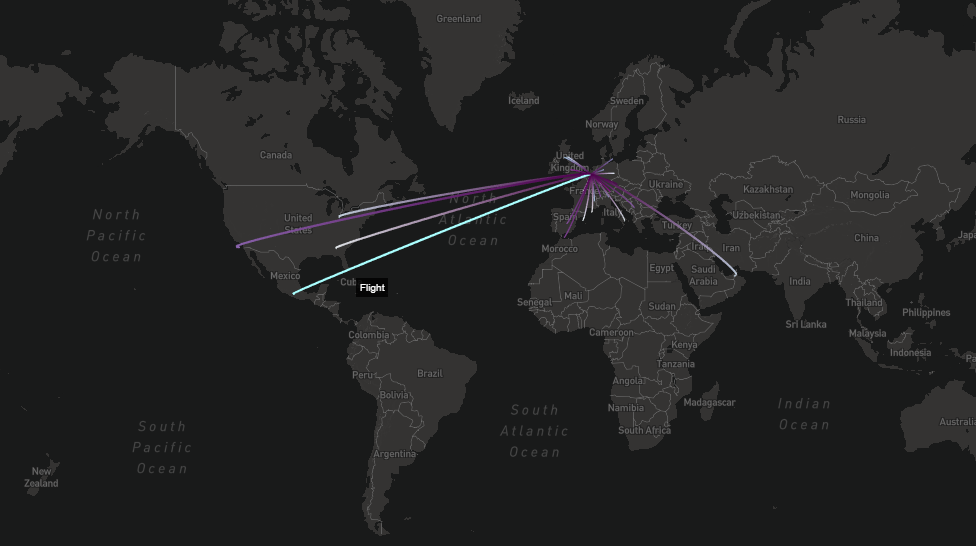 Greenland
Iceland
Sweden
Norway
Russia
Canada
United
Kingdom
Ukraine
Kazakhstan
Mongolia
France
North
Pacific
Ocean
United
States
North
Atlantic
Ocean
Spain
Italy
Turkey
Uzbekistan
China
Morocco
Iraq
Iran
Mexico
Egypt
Saudi
Arabia
India
Flight
Senegal
Mali
Sudan
Thailand
Philippines
Sri Lanka
Malaysia
Colombia
Cameroon
Kenya
Indonesia
Tanzania
Peru
Brazil
Angola
Bolivia
Madagascar
Namibia
South
Atlantic
Ocean
Indian
Ocean
South
Pacific
Ocean
South Africa
Argentina
New
Zealand